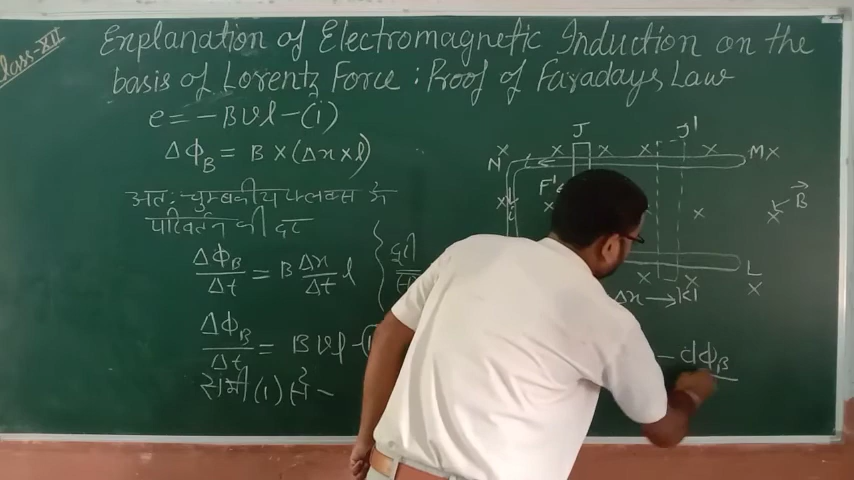 Class-XII
Explanation of Electromagnetic Induction on the
basis of Lorentz Force : Proof of Faradays Law
e = - Bvl - (i)
Δϕ_B = B × (Δx × l)
अतः चुम्बकीय फ्लक्स में
परिवर्तन की दर
Δϕ_B/Δt = B Δx/Δt l
Δϕ_B/Δt = Bvl -
समी (1) से -
J J'
N × × × × × M ×
F'
i
× × × × B⃗
L
× × ×
Δx → K'
- dϕ_B